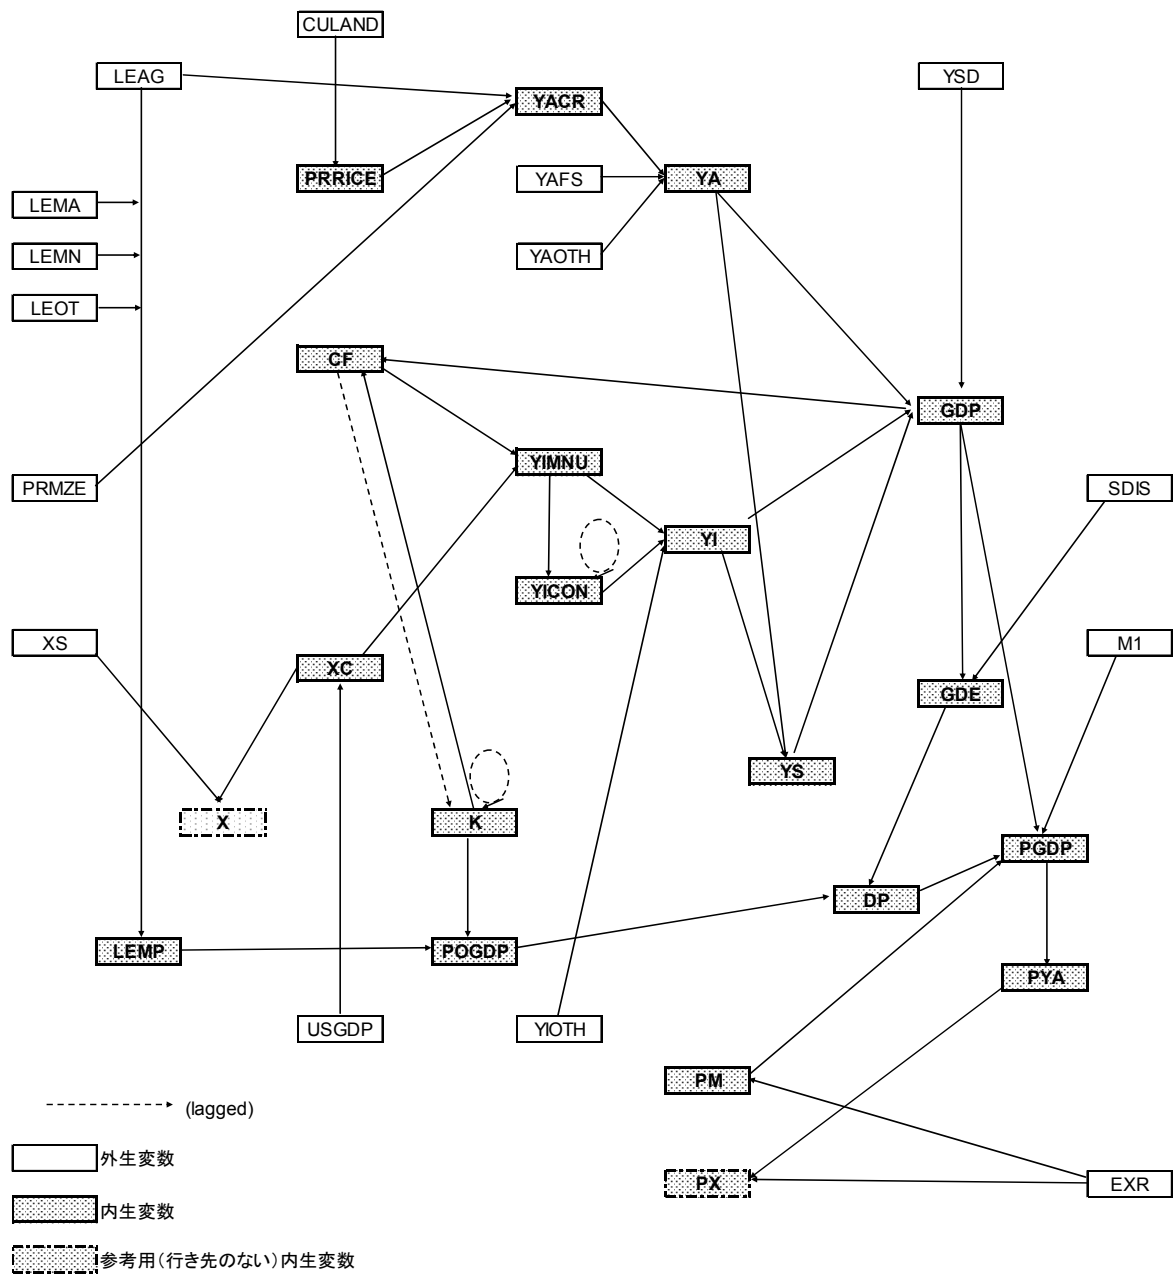 CULAND
LEAG
YSD
YACR
PRRICE
YAFS
YA
LEMA
LEMN
YAOTH
LEOT
CF
GDP
YIMNU
PRMZE
SDIS
YI
YICON
XS
M1
XC
GDE
YS
X
K
PGDP
DP
LEMP
POGDP
PYA
USGDP
YIOTH
PM
(lagged)
外生変数
PX
EXR
内生変数
参考用(行き先のない)内生変数